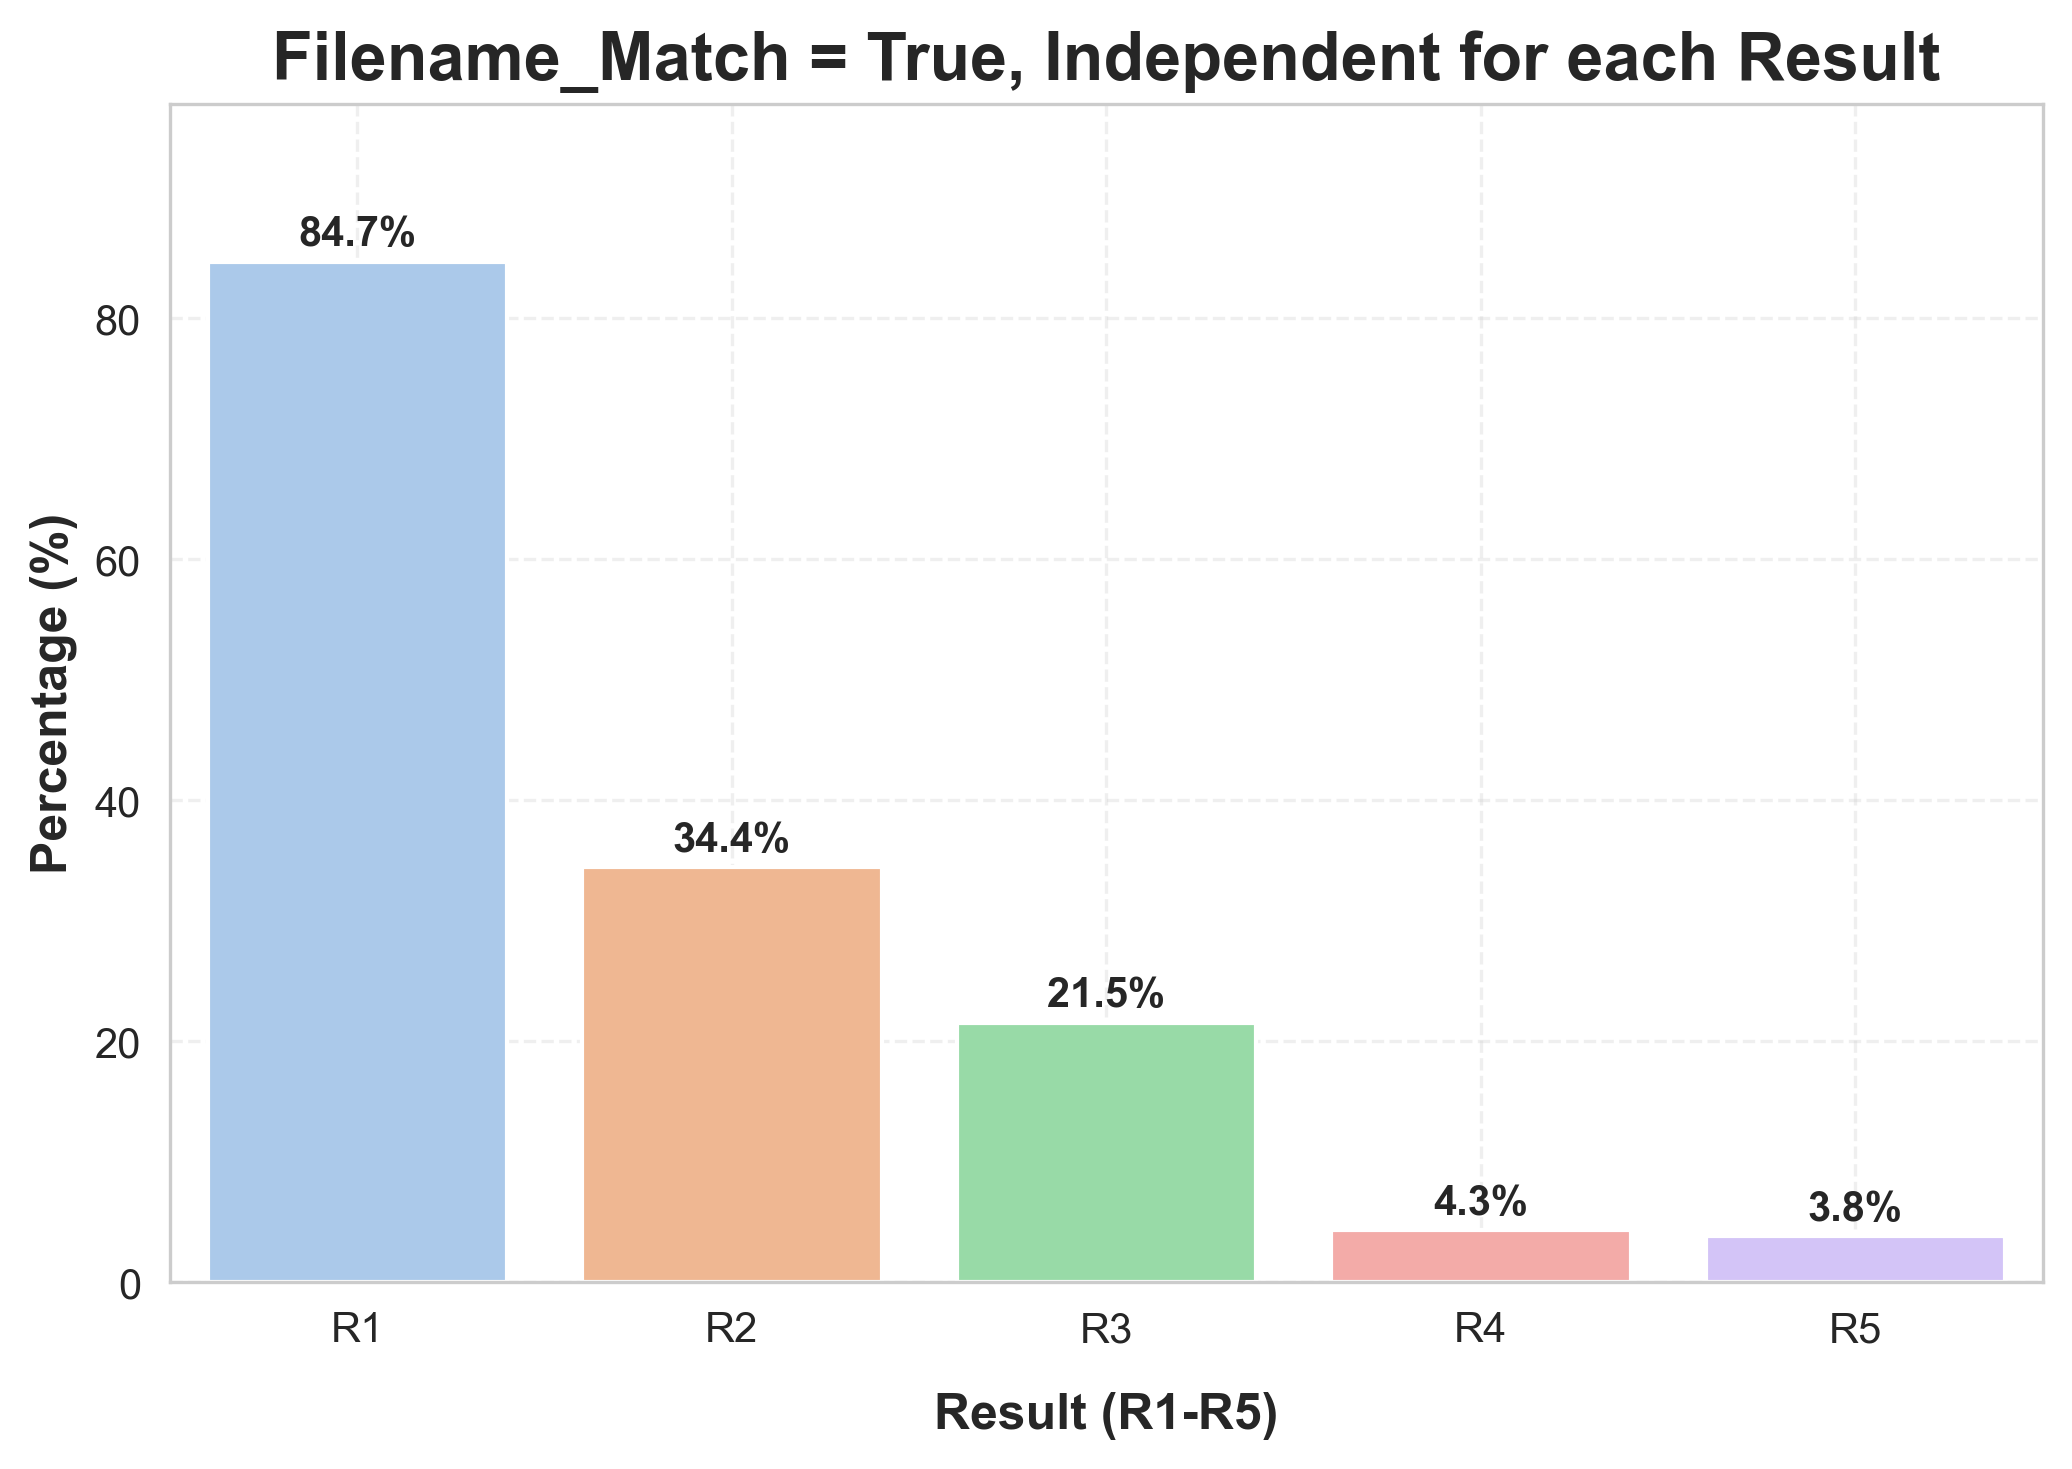 Filename_Match = True, Independent for each Result
84.7%
34.4%
21.5%
4.3%
3.8%
80
60
40
20
0
Percentage (%)
R1 R2 R3 R4 R5
Result (R1-R5)